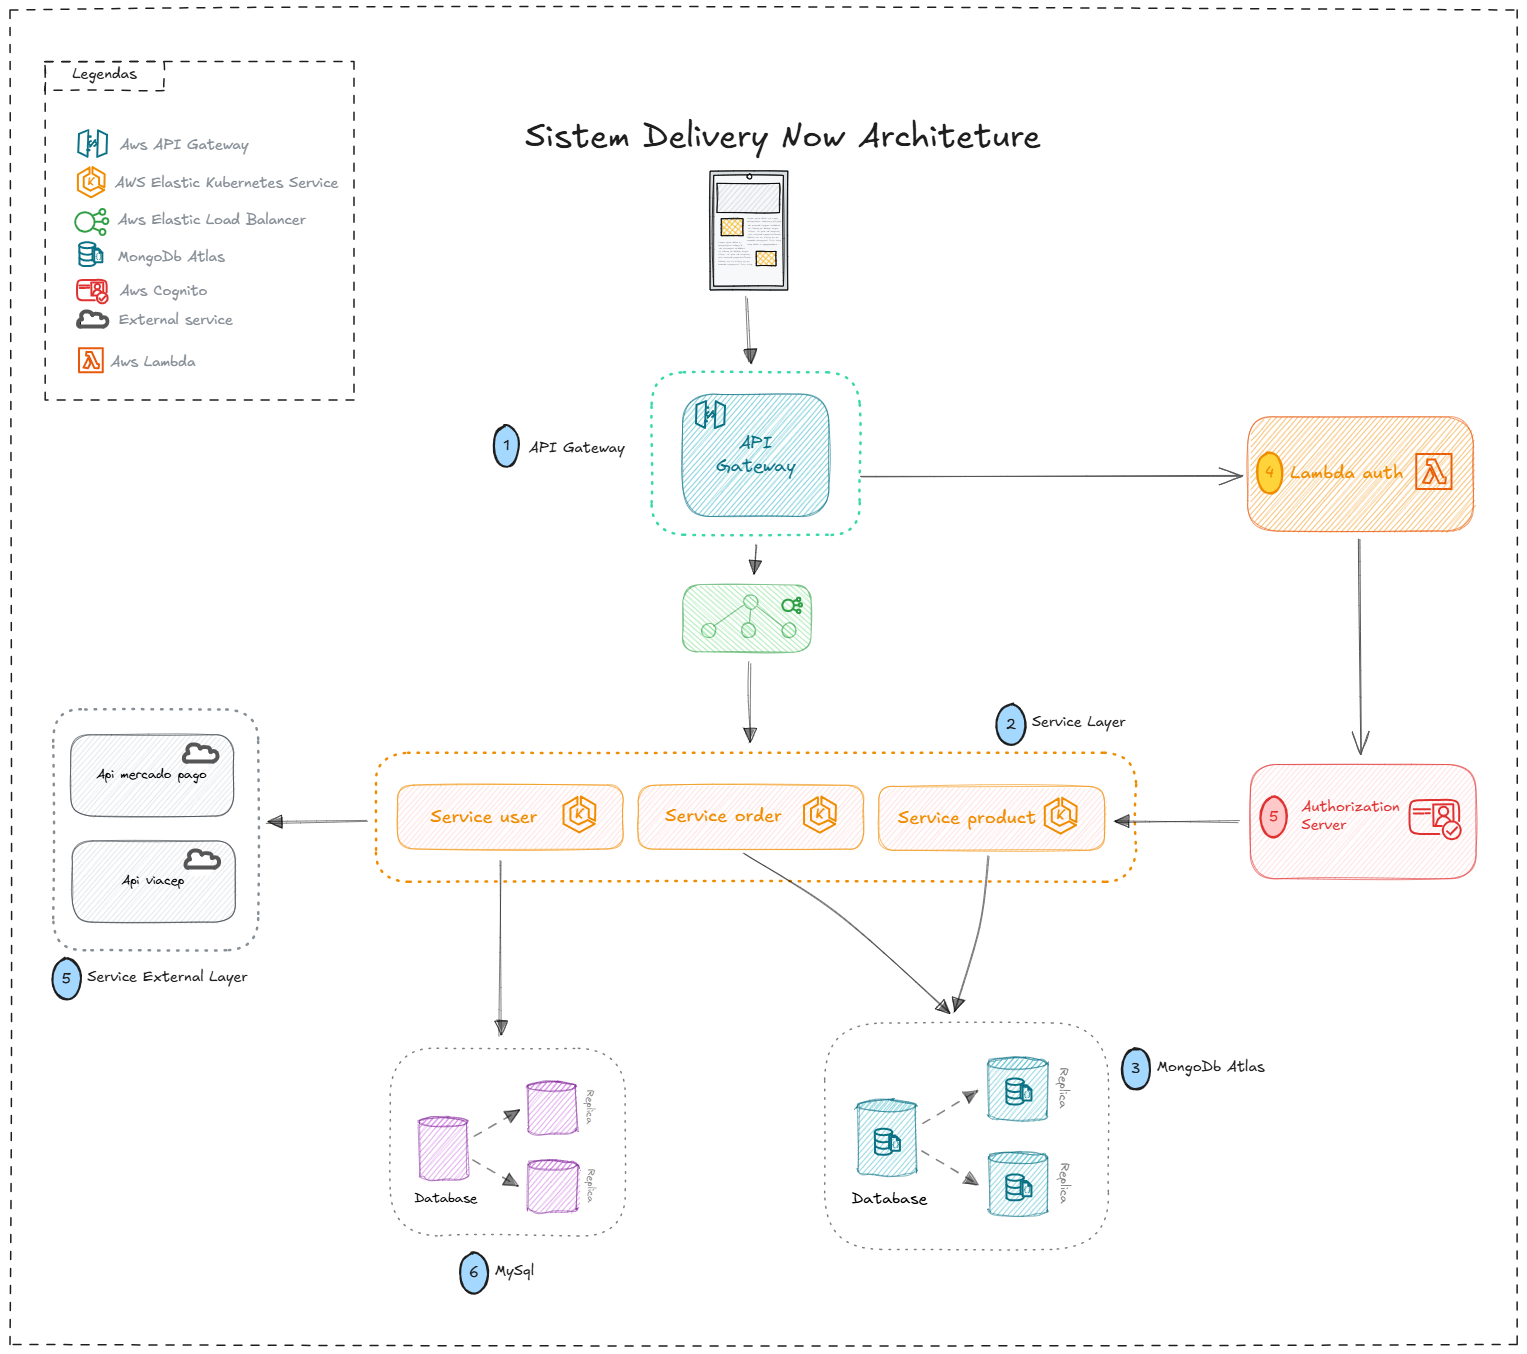 Legendas
Aws API Gateway
AWS Elastic Kubernetes Service
Aws Elastic Load Balancer
MongoDb Atlas
Aws Cognito
External service
Aws Lambda
Sistem Delivery Now Architeture
1
API Gateway
API
Gateway
4
Lambda auth
2
Service Layer
Api mercado pago
Api viacep
5
Service External Layer
Service user
Service order
Service product
5
Authorization
Server
Database
Replica
Replica
6
MySql
Database
Replica
Replica
3
MongoDb Atlas